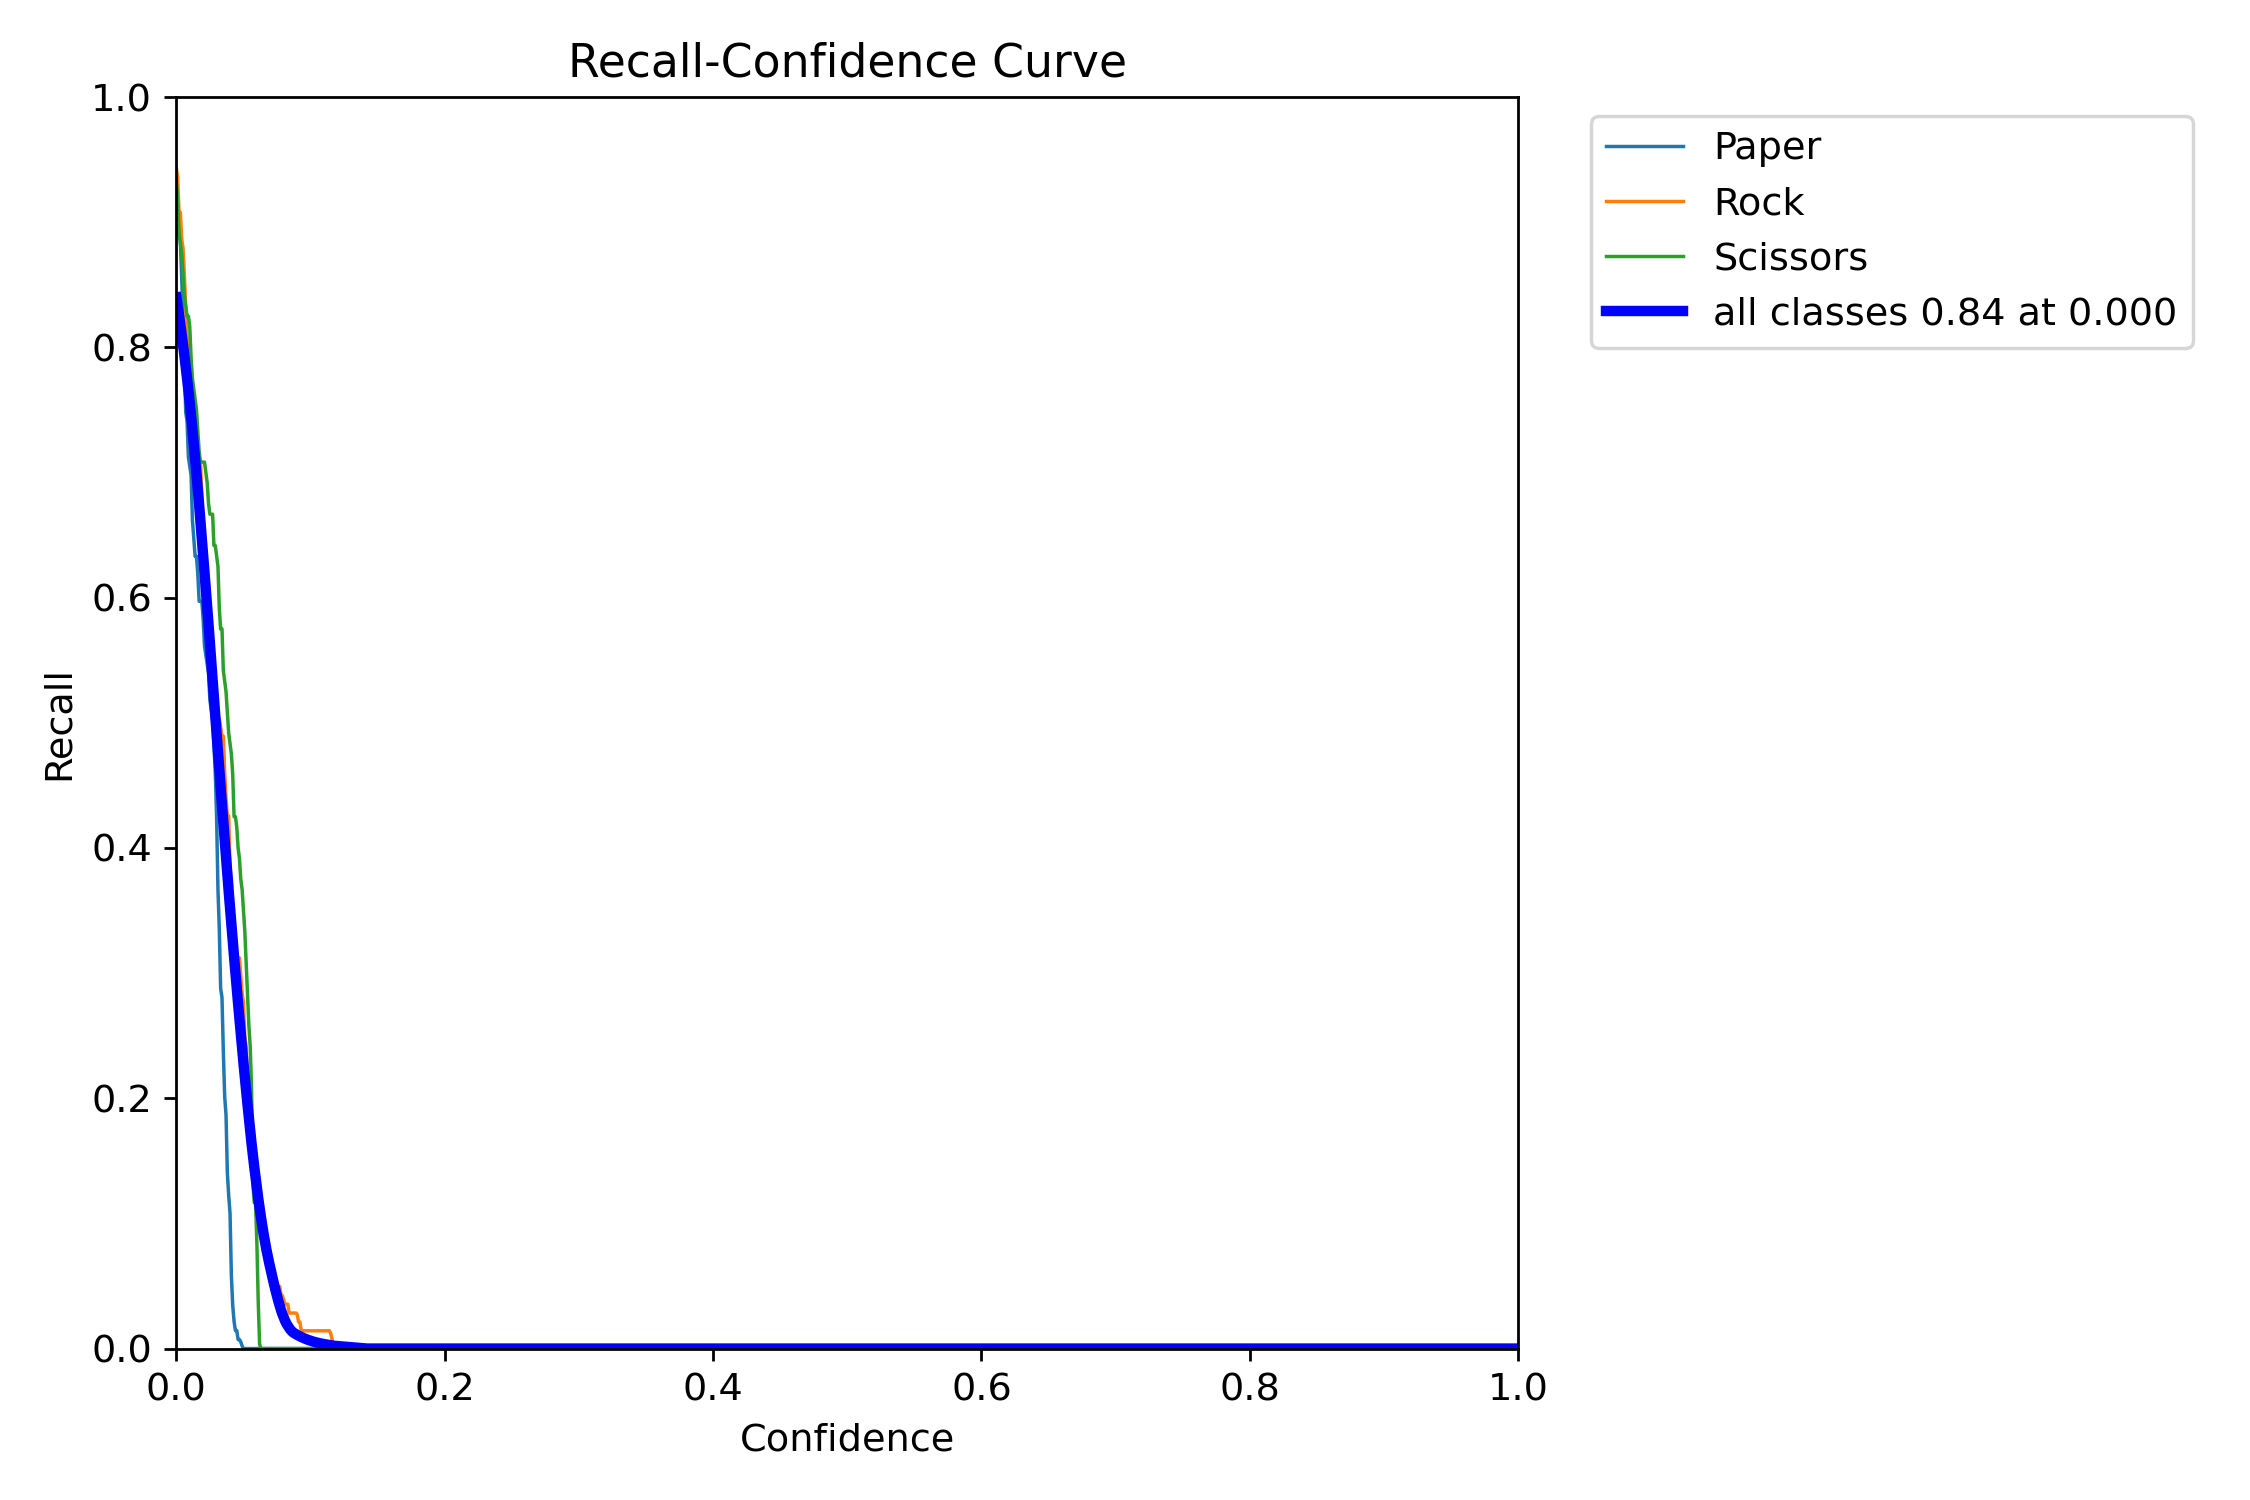 Recall-Confidence Curve
1.0
0.8
0.6
0.4
0.2
0.0
Recall
0.0 0.2 0.4 0.6 0.8 1.0
Confidence
Paper
Rock
Scissors
all classes 0.84 at 0.000